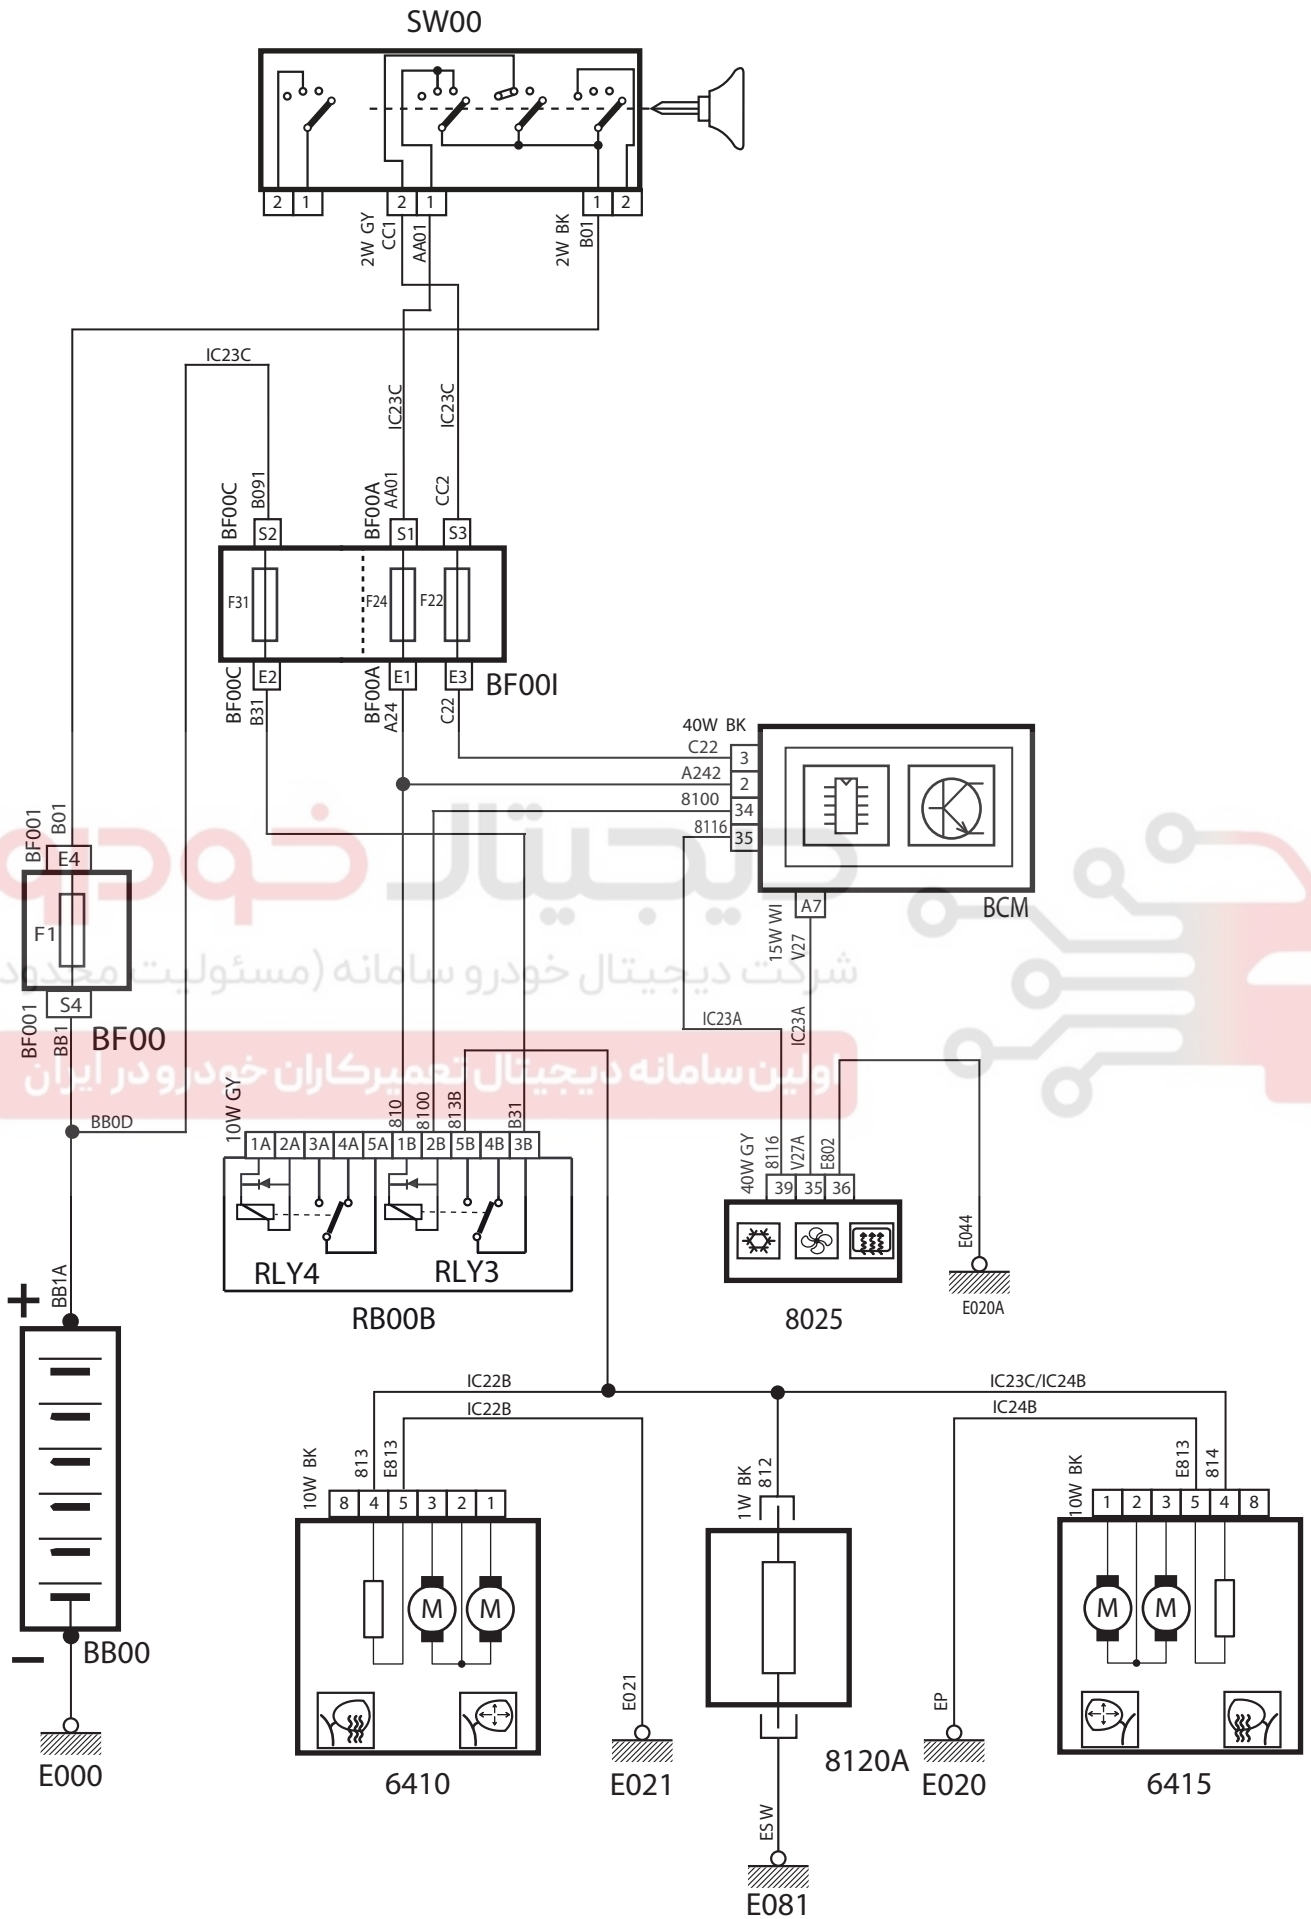 SW00
2 1 2 1 1 2
2W GY
CC1
AA01
2W BK
B01
IC23C
IC23C
IC23C
BF00C
B091
BF00A
AA01
CC2
S2 S1 S3
F31 F24 F22
E2 E1 E3
BF00C
B31
BF00A
A24
C22
BF00I
40W BK
C22 3
A242 2
8100 34
8116 35
BCM
A7
15W WI
V27
IC23A
IC23A
BF001
B01
E4
F1
S4
BF001
BB1
BF00
دیجیتال خودرو
شرکت دیجیتال خودرو سامانه (مسئولیت محدود
اولین سامانه دیجیتال تعمیرکاران خودرو در ایران
BB0D
10W GY
810
8100
813B
B31
1A 2A 3A 4A 5A 1B 2B 5B 4B 3B
RLY4 RLY3
RB00B
40W GY
8116
V27A
E802
39 35 36
8025
E044
E020A
+
BB1A
−
BB00
E000
IC22B
IC22B
IC23C/IC24B
IC24B
10W BK
813
E813
8 4 5 3 2 1
M M
6410
E021
E021
1W BK
812
8120A
ES W
E081
EP
E020
10W BK
E813
814
1 2 3 5 4 8
M M
6415